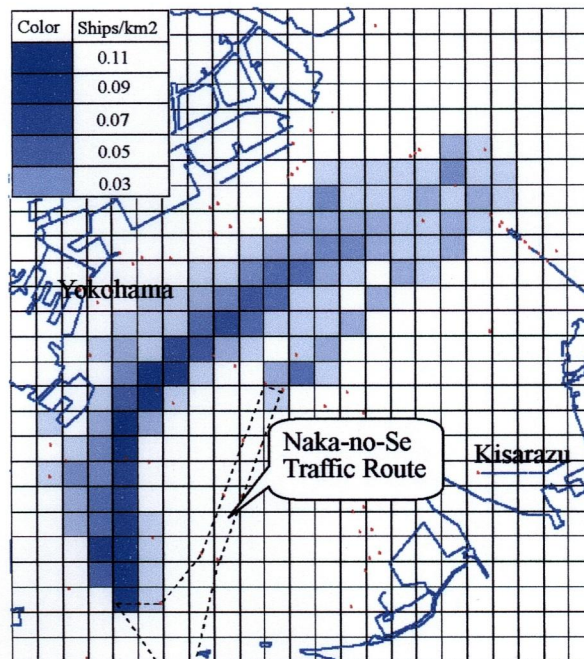 Color Ships/km2
0.11
0.09
0.07
0.05
0.03
Yokohama
Naka-no-Se
Traffic Route
Kisarazu